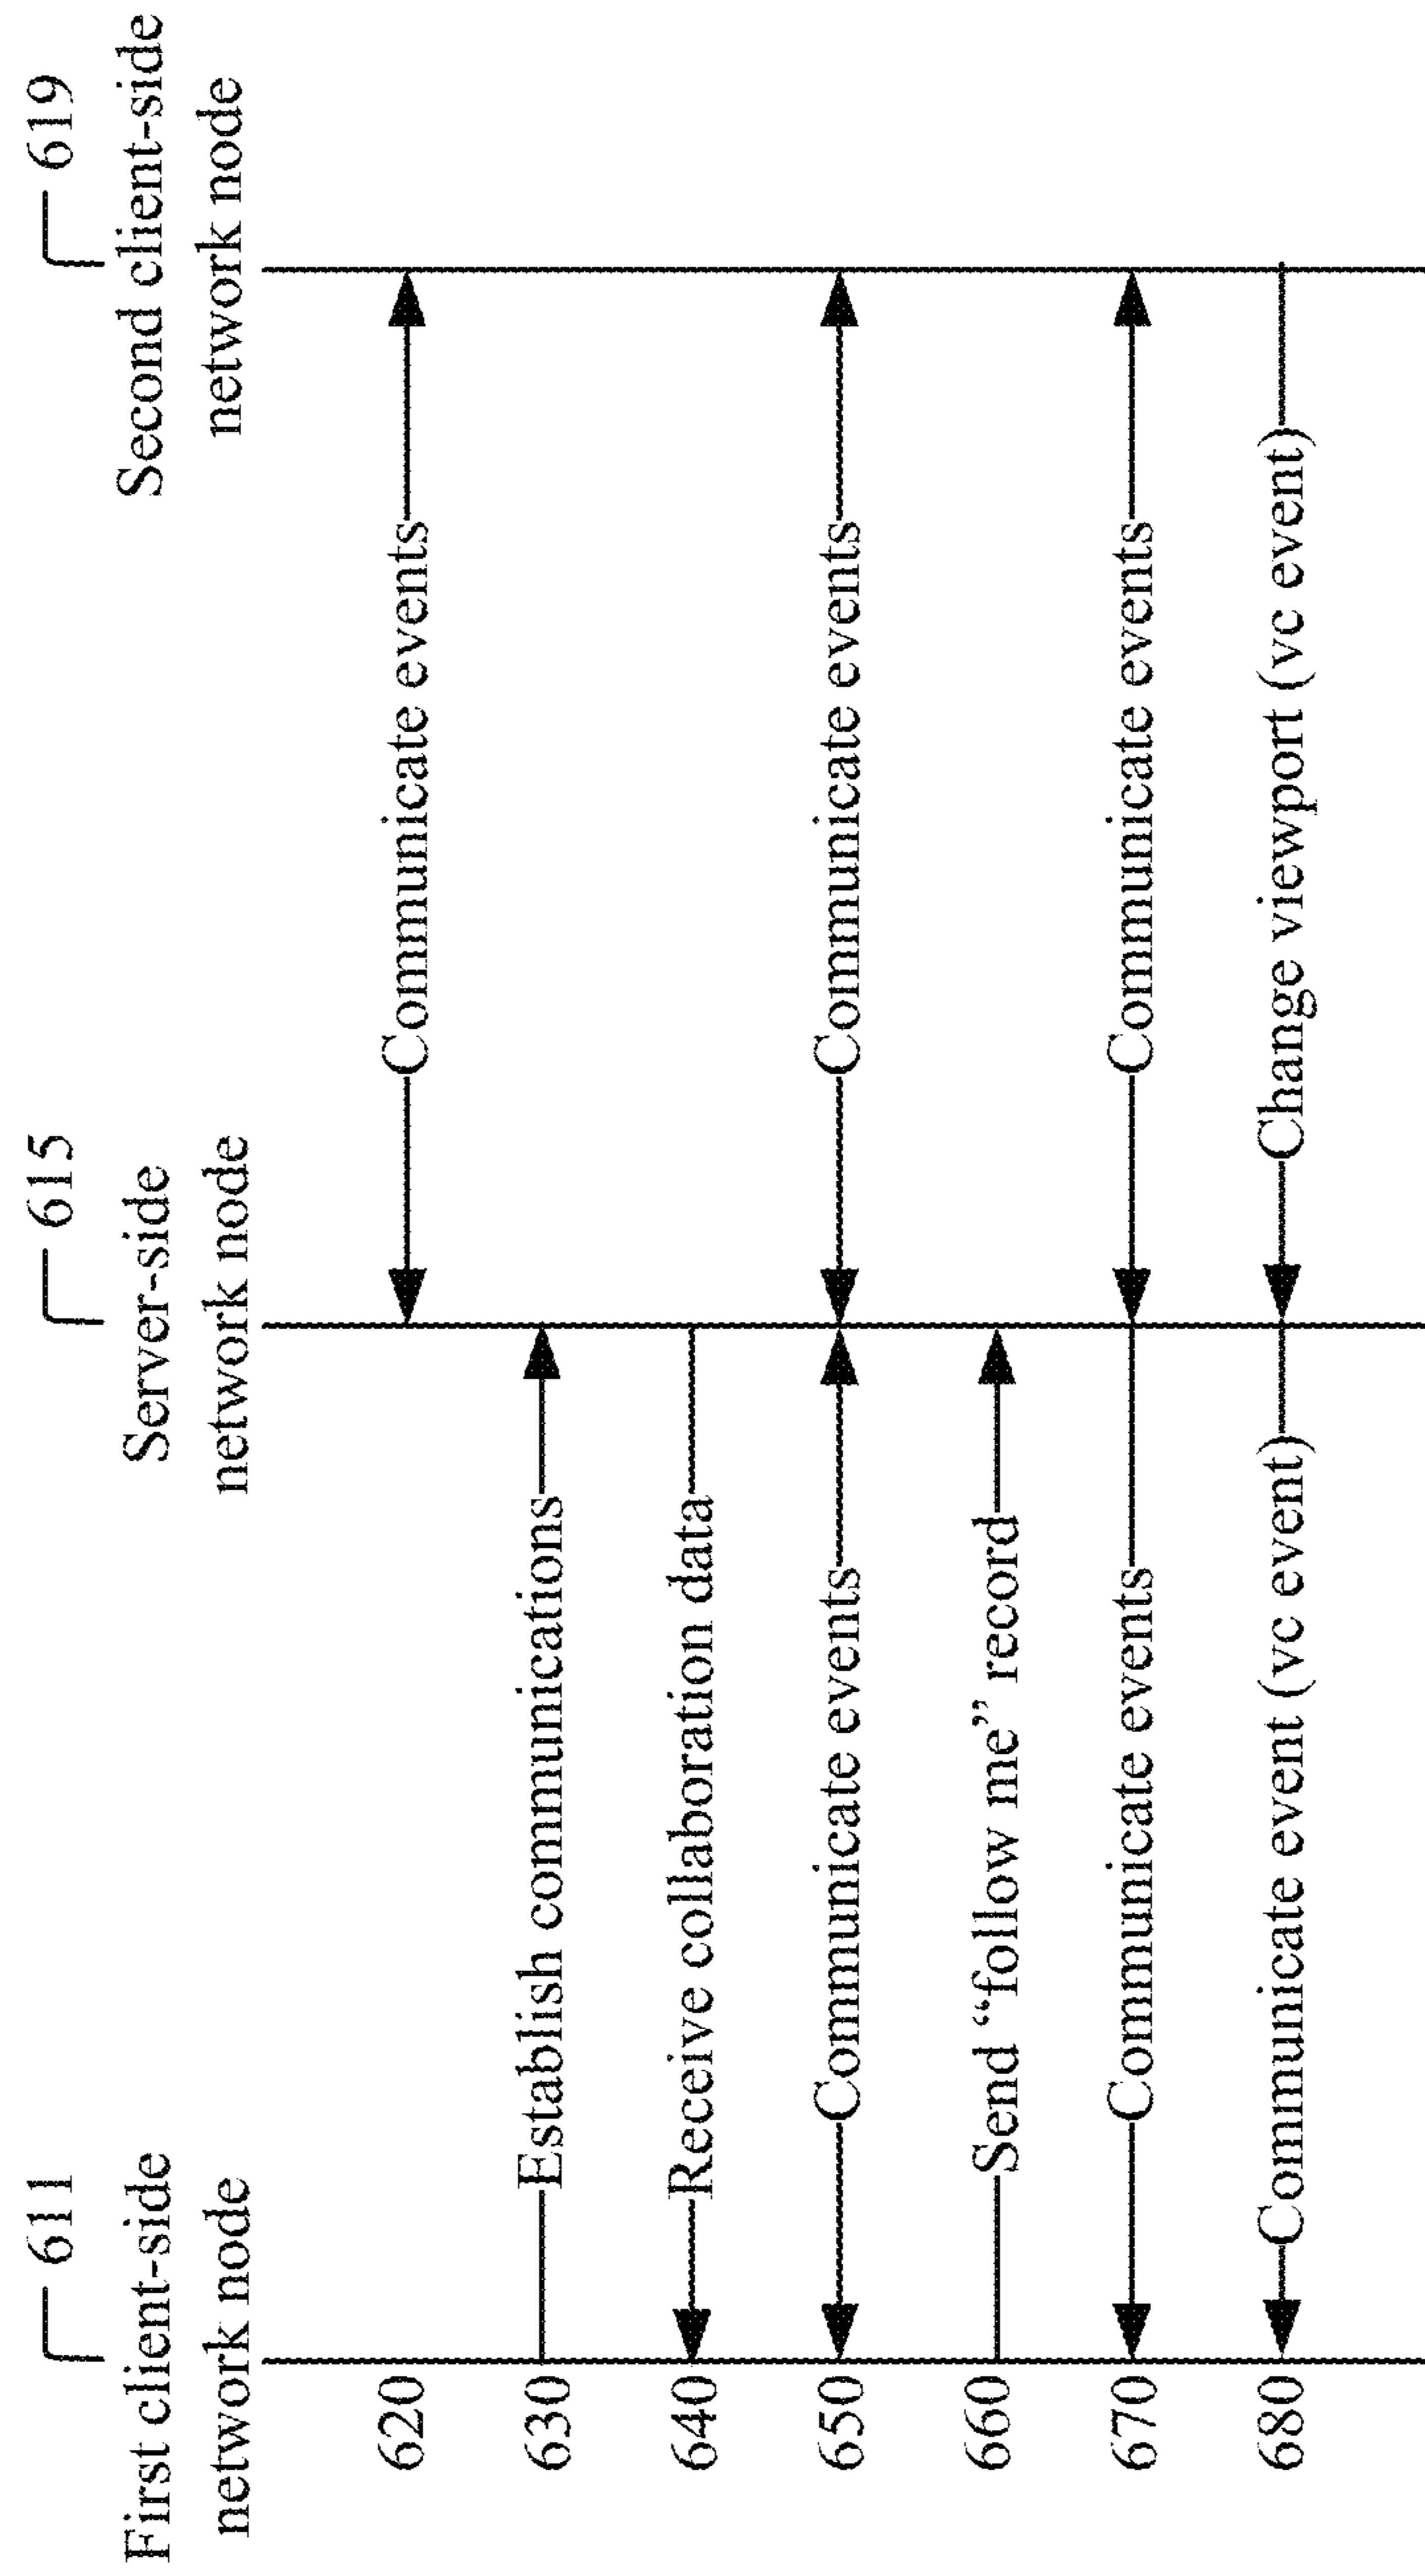 611
First client-side
network node
615
Server-side
network node
619
Second client-side
network node
620
Communicate events
630
Establish communications
640
Receive collaboration data
650
Communicate events
Communicate events
660
Send “follow me” record
670
Communicate events
Communicate events
680
Communicate event (vc event)
Change viewport (vc event)